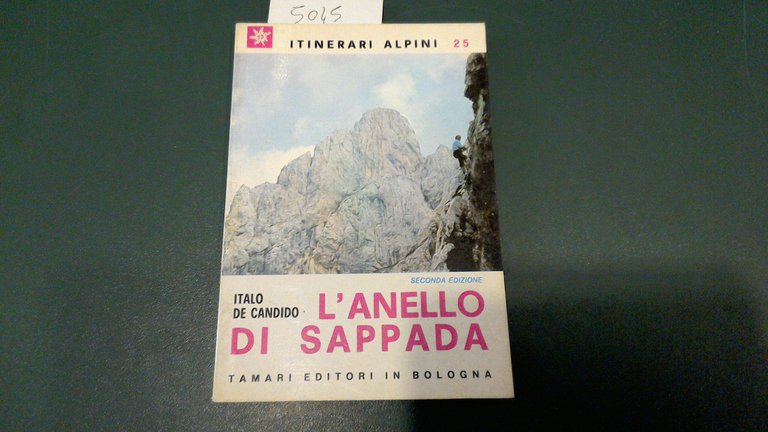 5045
ITINERARI ALPINI 25
SECONDA EDIZIONE
ITALO
DE CANDIDO
L'ANELLO
DI SAPPADA
TAMARI EDITORI IN BOLOGNA